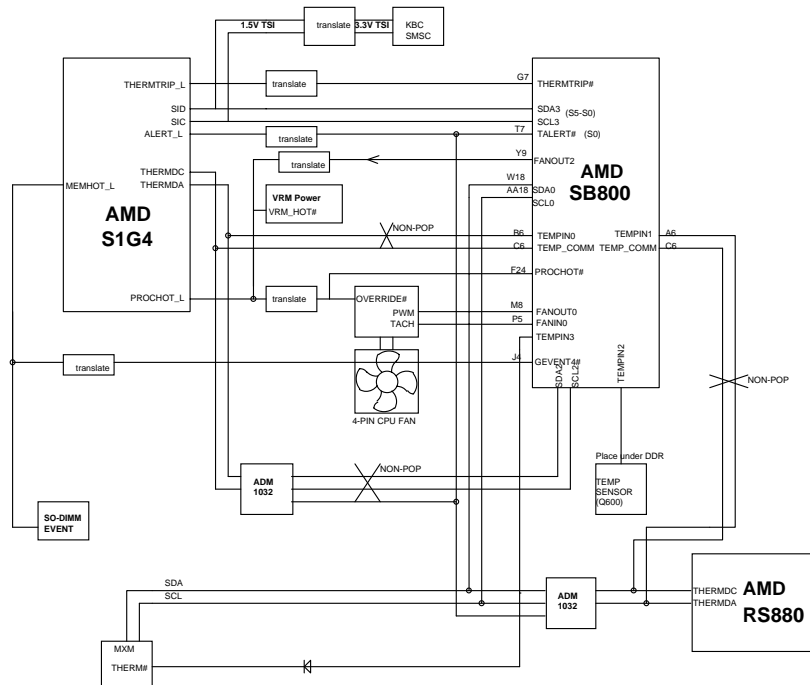 1.5V TSI
translate
3.3V TSI
KBC
SMSC
THERMTRIP_L
translate
G7
THERMTRIP#
SID
SDA3
(S5-S0)
SIC
SCL3
ALERT_L
translate
T7
TALERT#
(S0)
translate
Y9
FANOUT2
THERMDC
THERMDA
MEMHOT_L
AMD
S1G4
VRM Power
VRM_HOT#
W18
SDA0
AA18
SCL0
AMD
SB800
NON-POP
B6
TEMPIN0
C6
TEMP_COMM
TEMPIN1
A6
TEMP_COMM
C6
F24
PROCHOT#
PROCHOT_L
translate
OVERRIDE#
PWM
TACH
M8
FANOUT0
P5
FANIN0
TEMPIN3
translate
J4
GEVENT4#
SDA2
SCL2
TEMPIN2
4-PIN CPU FAN
NON-POP
ADM
1032
NON-POP
Place under DDR
TEMP
SENSOR
(Q600)
SO-DIMM
EVENT
SDA
SCL
ADM
1032
THERMDC
THERMDA
AMD
RS880
MXM
THERM#